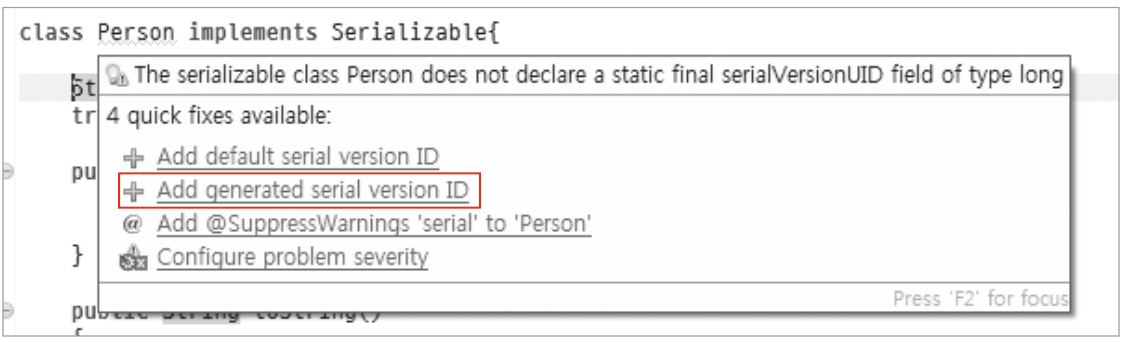 class Person implements Serializable{
The serializable class Person does not declare a static final serialVersionUID field of type long
St
tr 4 quick fixes available:
Add default serial version ID
pu
Add generated serial version ID
@ Add @SuppressWarnings 'serial' to 'Person'
} Configure problem severity
Press 'F2' for focus
public String toString()
{